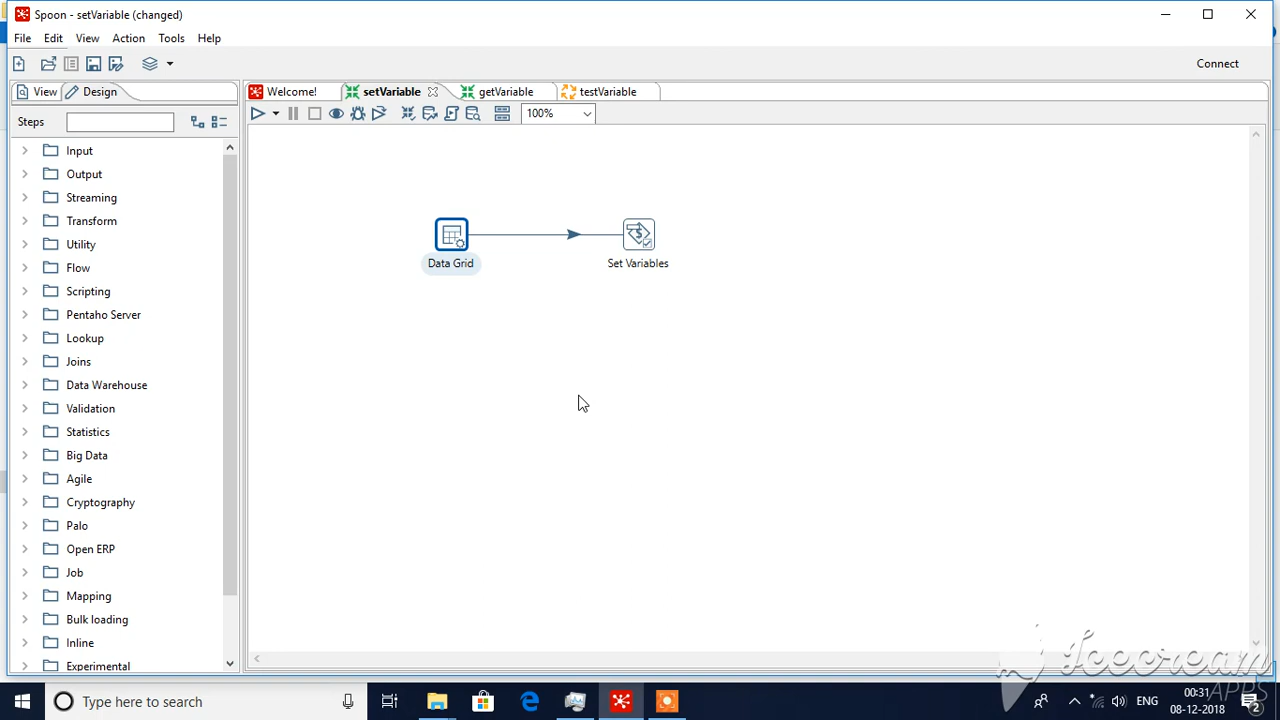 Spoon - setVariable (changed)
File Edit View Action Tools Help
Connect
View Design
Welcome! setVariable getVariable testVariable
Steps
100%
Input
Output
Streaming
Transform
Utility
Flow
Scripting
Pentaho Server
Lookup
Joins
Data Warehouse
Validation
Statistics
Big Data
Agile
Cryptography
Palo
Open ERP
Job
Mapping
Bulk loading
Inline
Experimental
Data Grid
Set Variables
Icecream
APPS
Type here to search
ENG
00:31
08-12-2018
2